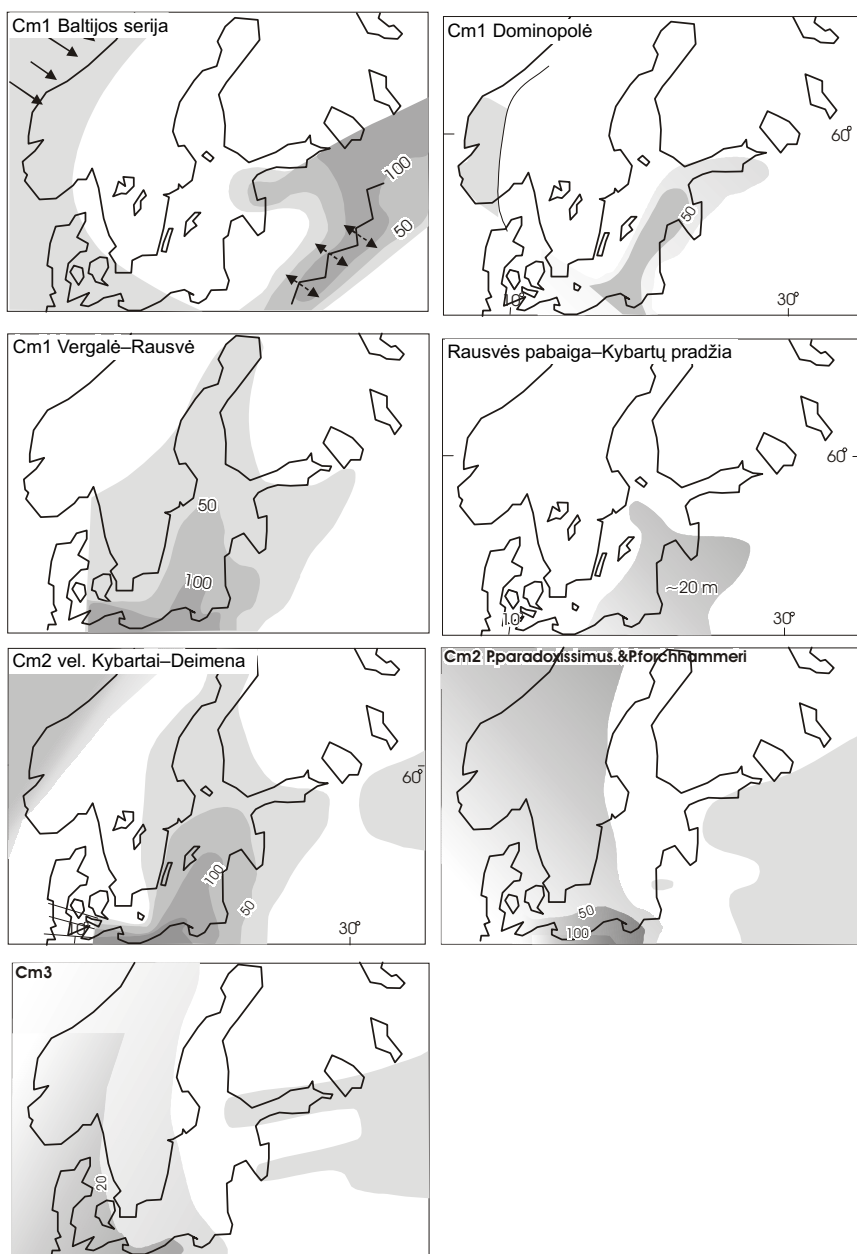 Cm1 Baltijos serija
100
50
Cm1 Dominopolė
60°
50
10°
30°
Cm1 Vergalė–Rausvė
50
100
Rausvės pabaiga–Kybartų pradžia
60°
~20 m
10°
30°
Cm2 vel. Kybartai–Deimena
60°
100
50
10°
30°
Cm2 P.paradoxissimus.&P.forchhammeri
50
100
Cm3
20